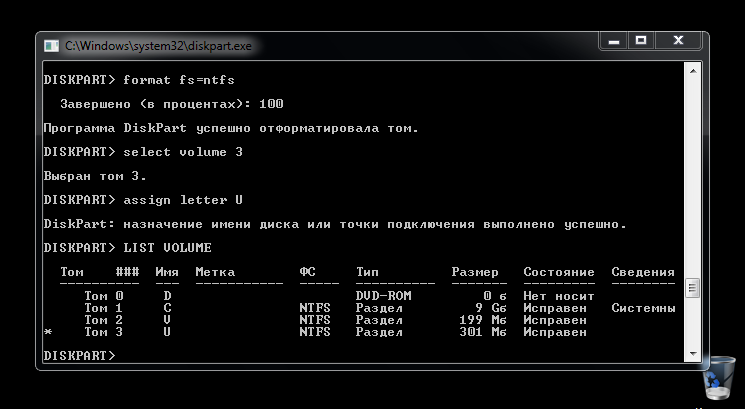 C:\Windows\system32\diskpart.exe
DISKPART> format fs=ntfs
Завершено (в процентах): 100
Программа DiskPart успешно отформатировала том.
DISKPART> select volume 3
Выбран том 3.
DISKPART> assign letter U
DiskPart: назначение имени диска или точки подключения выполнено успешно.
DISKPART> LIST VOLUME
Том ### Имя Метка ФС Тип Размер Состояние Сведения
Том 0 D DVD-ROM 0 б Нет носит
Том 1 C NTFS Раздел 9 Gб Исправен Системны
Том 2 V NTFS Раздел 199 Mб Исправен
* Том 3 U NTFS Раздел 301 Mб Исправен
DISKPART>